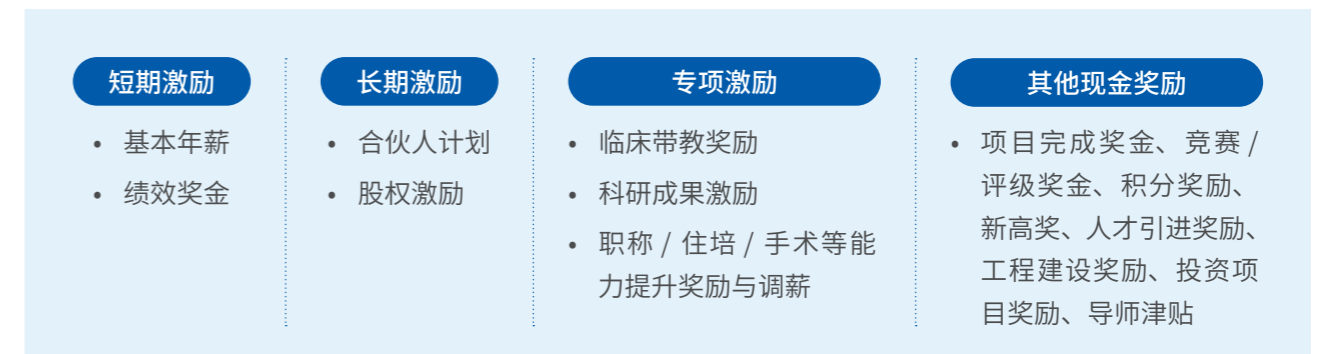 短期激励
• 基本年薪
• 绩效奖金
长期激励
• 合伙人计划
• 股权激励
专项激励
• 临床带教奖励
• 科研成果激励
• 职称 / 住培 / 手术等能
力提升奖励与调薪
其他现金奖励
• 项目完成奖金、竞赛 /
评级奖金、积分奖励、
新高奖、人才引进奖励、
工程建设奖励、投资项
目奖励、导师津贴